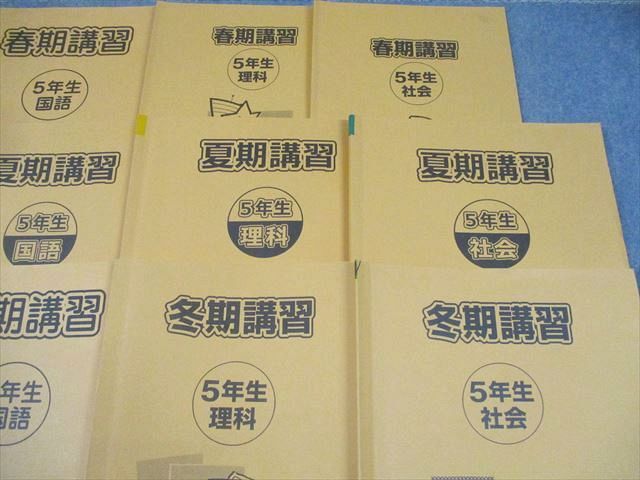 春期講習
5年生
国語
春期講習
5年生
理科
春期講習
5年生
社会
夏期講習
5年生
国語
夏期講習
5年生
理科
夏期講習
5年生
社会
期講習
年生
国語
冬期講習
5年生
理科
冬期講習
5年生
社会